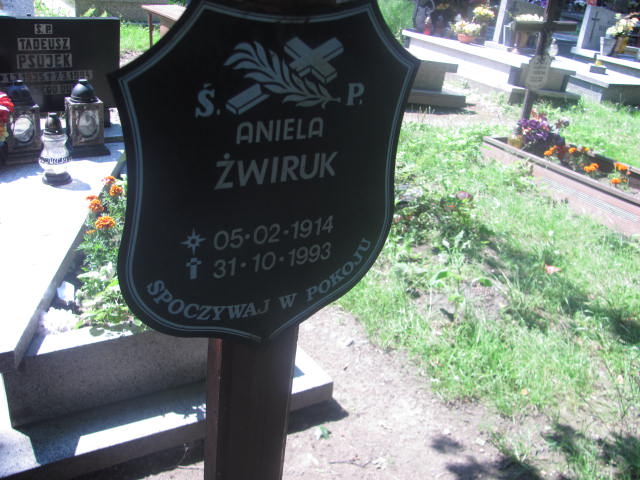 Ś. P.
TADEUSZ
PSUJEK
Ś. P.
ANIELA
ŻWIRUK
05·02·1914
31·10·1993
SPOCZYWAJ W POKOJU